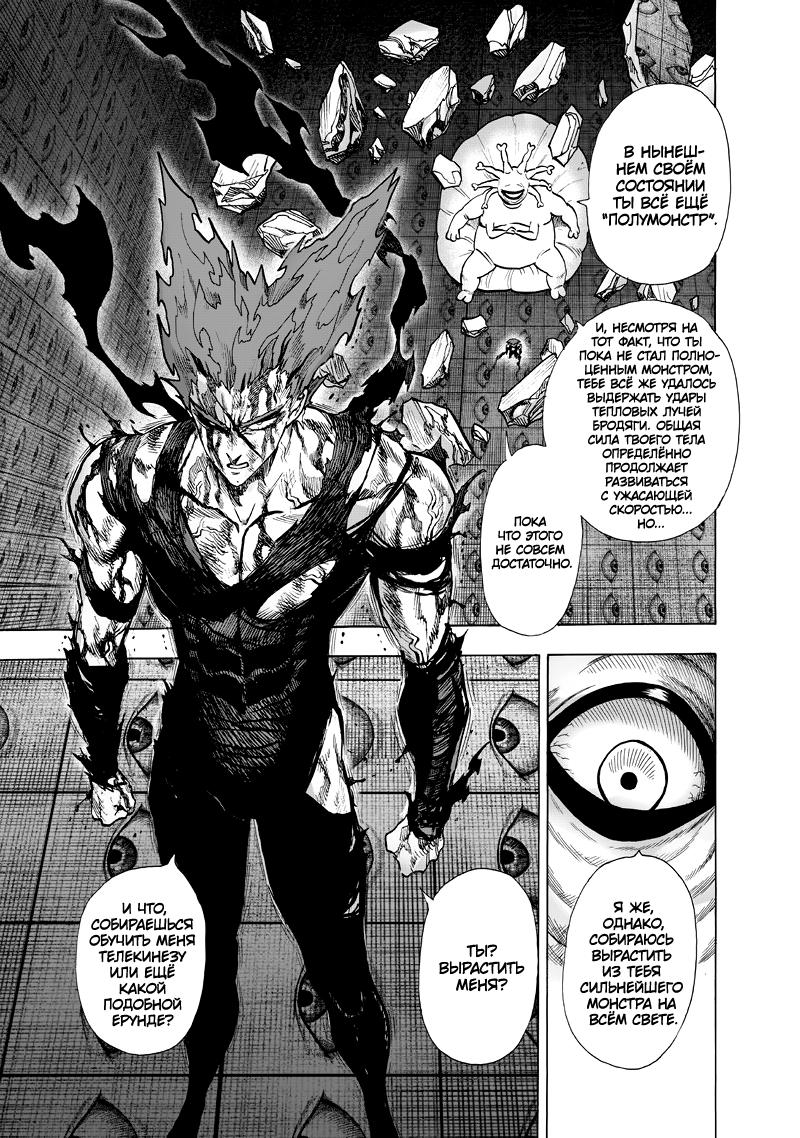 В НЫНЕШ-
НЕМ СВОЁМ
СОСТОЯНИИ
ТЫ ВСЁ ЕЩЁ
"ПОЛУМОНСТР".
И, НЕСМОТРЯ НА
ТОТ ФАКТ, ЧТО ТЫ
ПОКА НЕ СТАЛ ПОЛНО-
ЦЕННЫМ МОНСТРОМ,
ТЕБЕ ВСЁ ЖЕ УДАЛОСЬ
ВЫДЕРЖАТЬ УДАРЫ
ТЕПЛОВЫХ ЛУЧЕЙ
БРОДЯГИ. ОБЩАЯ
СИЛА ТВОЕГО ТЕЛА
ОПРЕДЕЛЁННО
ПРОДОЛЖАЕТ
РАЗВИВАТЬСЯ
С УЖАСАЮЩЕЙ
СКОРОСТЬЮ...
НО...
ПОКА
ЧТО ЭТОГО
НЕ СОВСЕМ
ДОСТАТОЧНО.
Я ЖЕ,
ОДНАКО,
СОБИРАЮСЬ
ВЫРАСТИТЬ
ИЗ ТЕБЯ
СИЛЬНЕЙШЕГО
МОНСТРА НА
ВСЁМ СВЕТЕ.
ТЫ?
ВЫРАСТИТЬ
МЕНЯ?
И ЧТО,
СОБИРАЕШЬСЯ
ОБУЧИТЬ МЕНЯ
ТЕЛЕКИНЕЗУ
ИЛИ ЕЩЁ
КАКОЙ
ПОДОБНОЙ
ЕРУНДЕ?